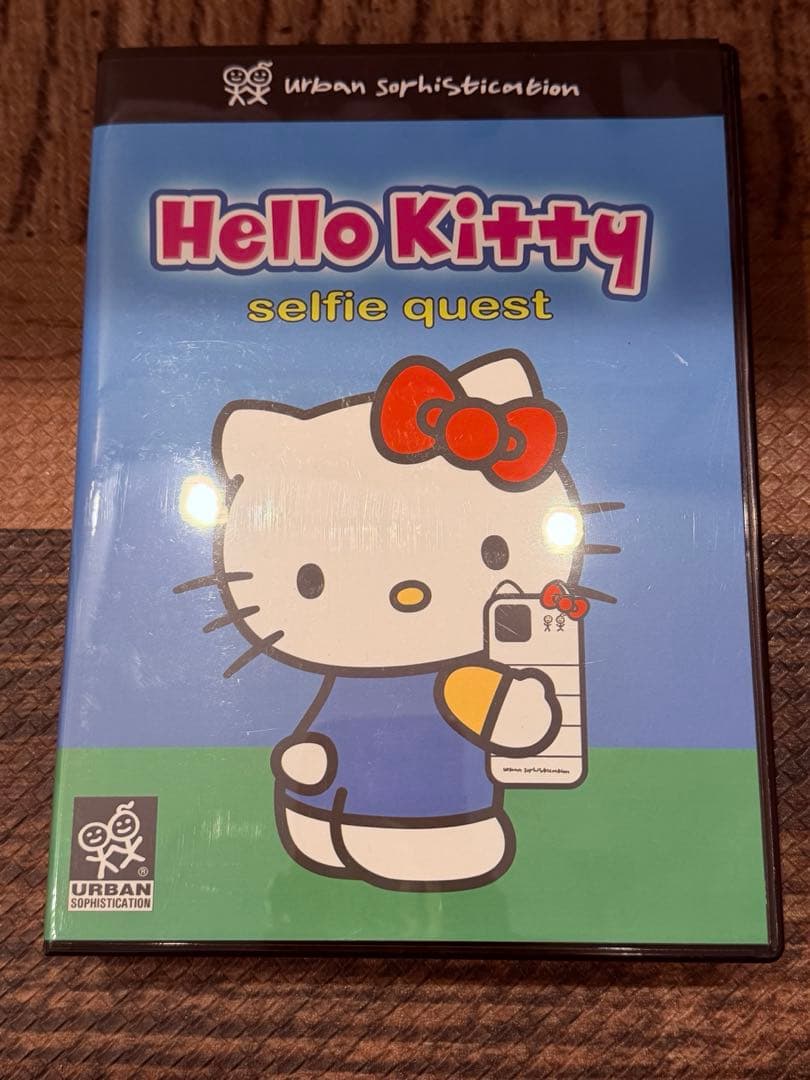 urban sophistication
Hello Kitty
selfie quest
urban sophistication
®
URBAN
SOPHISTICATION